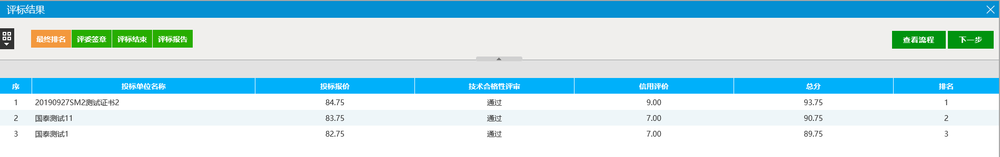 评标结果
最终排名 评委签章 评标结束 评标报告 查看流程 下一步
序 投标单位名称 投标报价 技术合格性评审 信用评价 总分 排名
1 20190927SM2测试证书2 84.75 通过 9.00 93.75 1
2 国泰测试11 83.75 通过 7.00 90.75 2
3 国泰测试1 82.75 通过 7.00 89.75 3